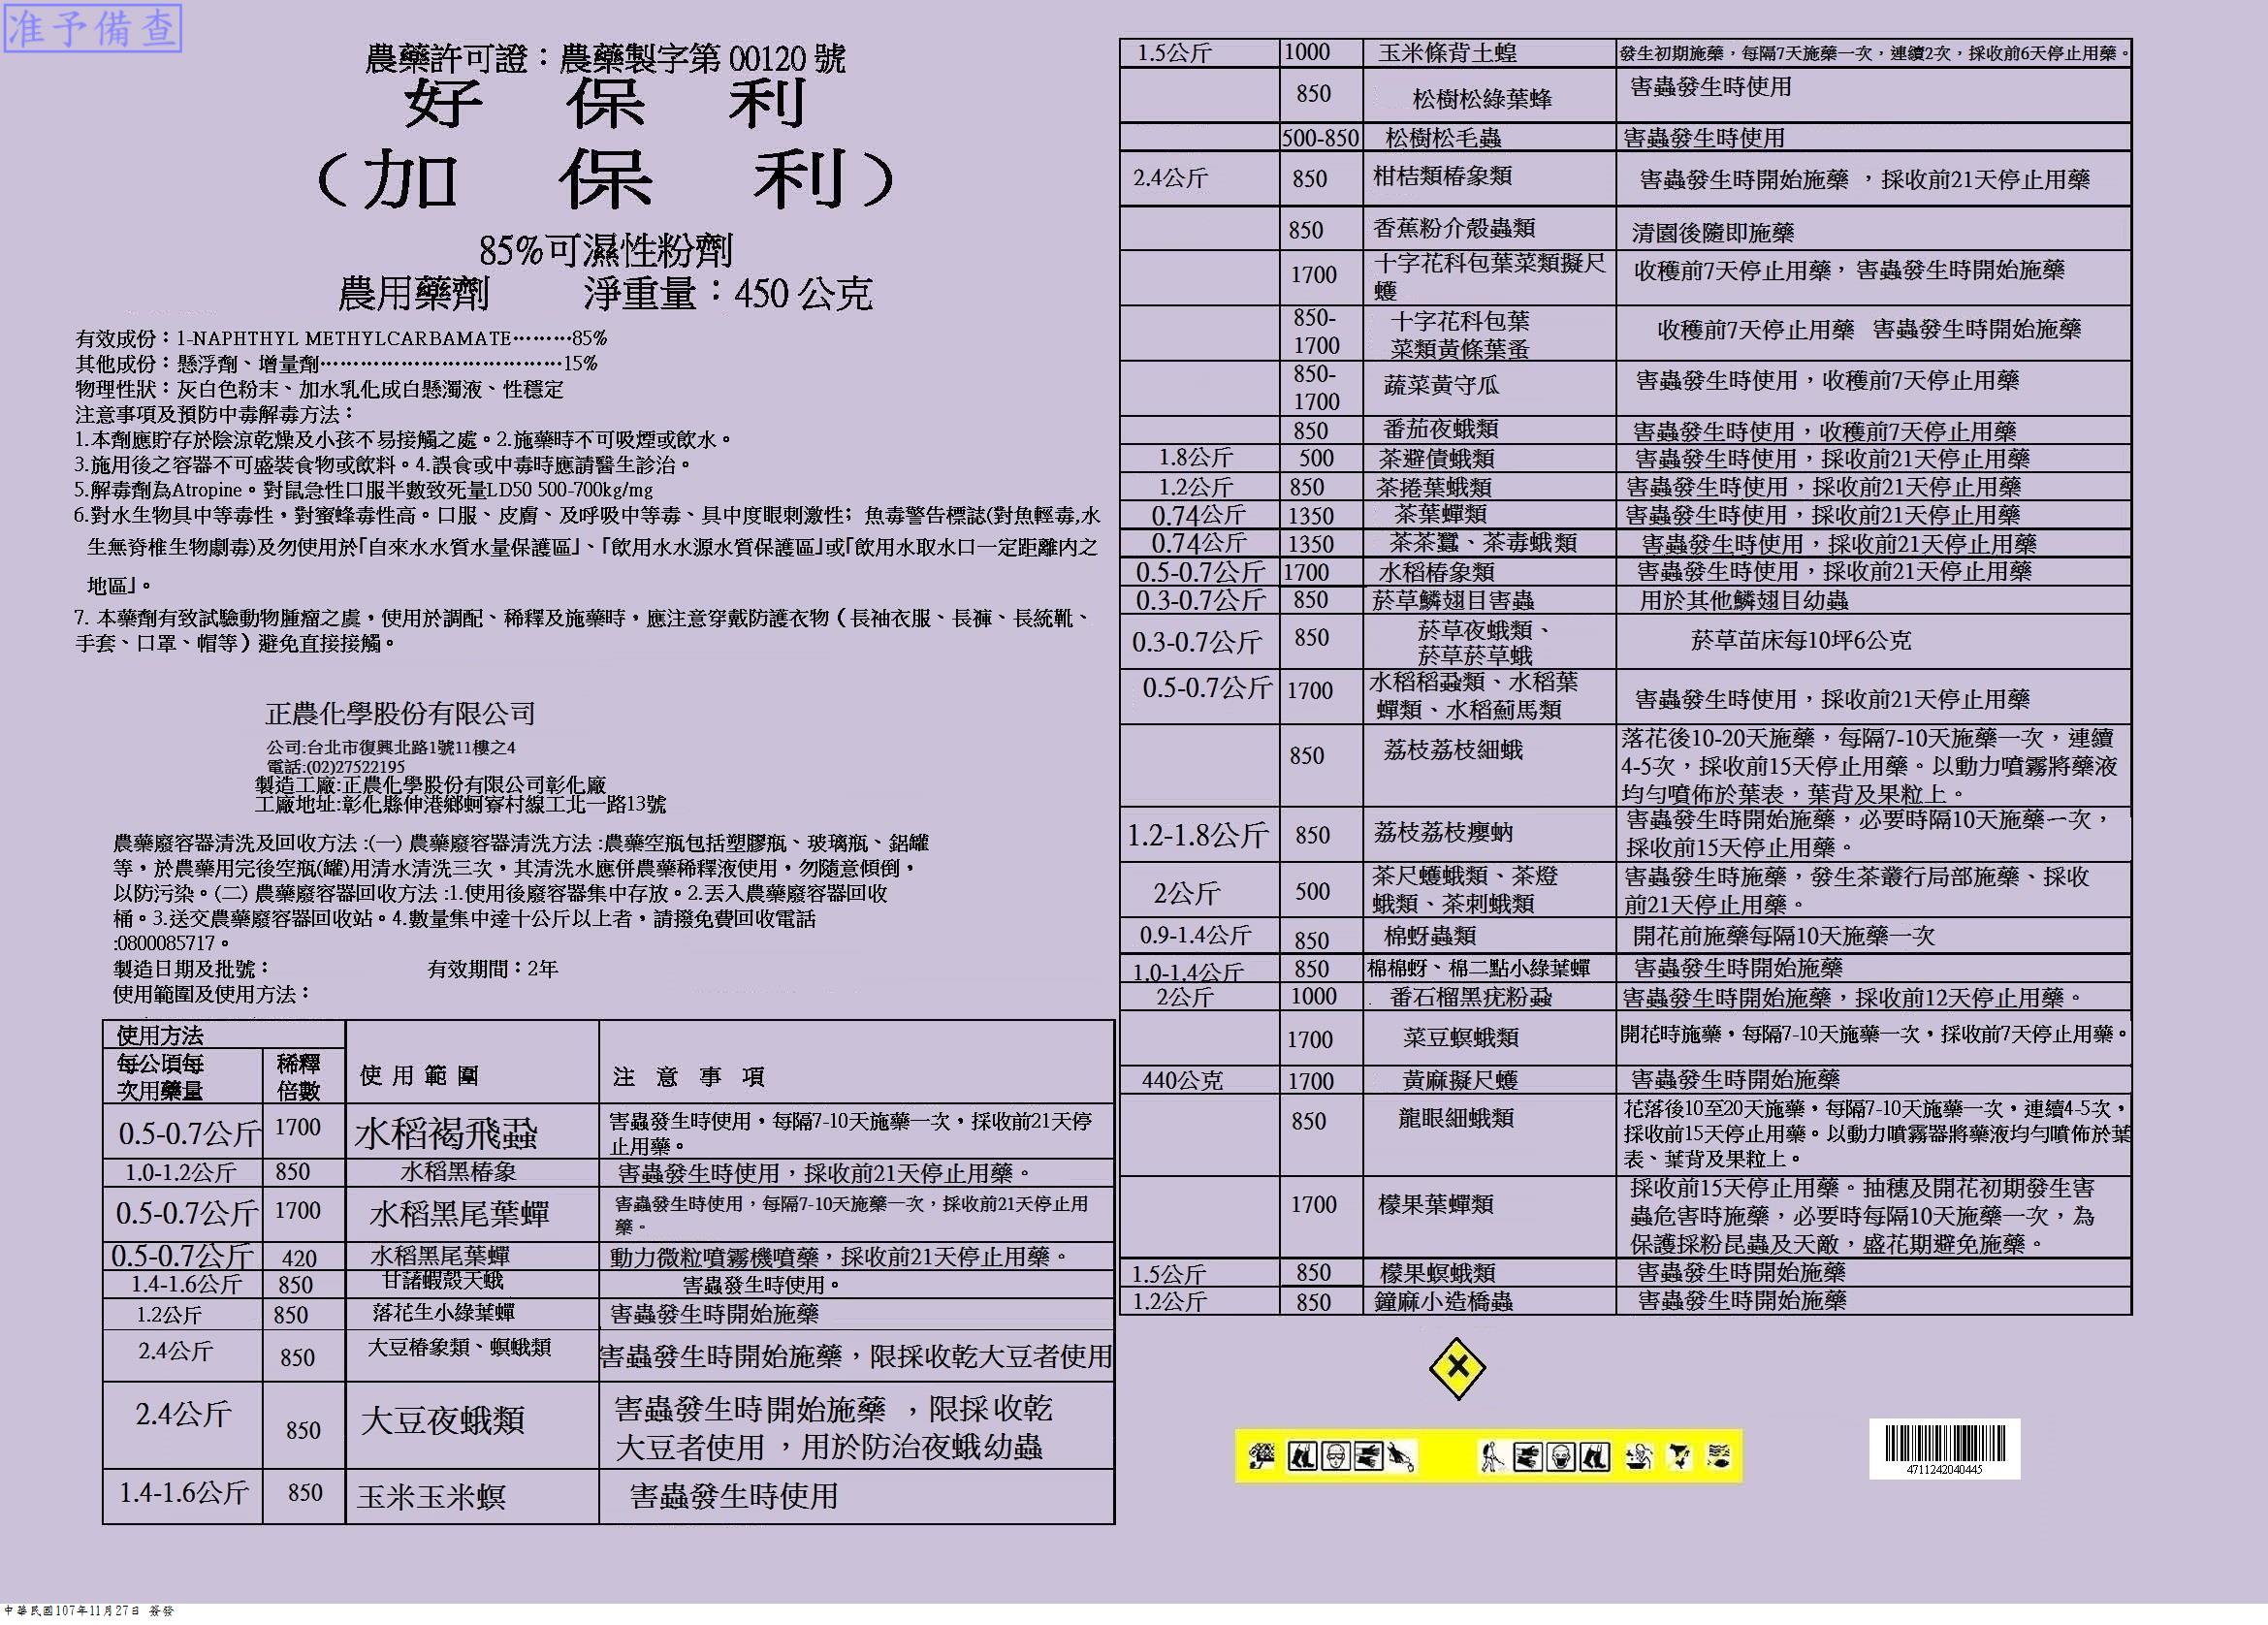 准予備查
農藥許可證：農藥製字第 00120 號
好 保 利
（加 保 利）
85%可濕性粉劑
農用藥劑 淨重量：450 公克
有效成份：1-NAPHTHYL METHYLCARBAMATE………85%
其他成份：懸浮劑、增量劑……………………………15%
物理性狀：灰白色粉末、加水乳化成白懸濁液、性穩定
注意事項及預防中毒解毒方法：
1.本劑應貯存於陰涼乾燥及小孩不易接觸之處。2.施藥時不可吸煙或飲水。
3.施用後之容器不可盛裝食物或飲料。4.誤食或中毒時應請醫生診治。
5.解毒劑為Atropine。對鼠急性口服半數致死量LD50 500-700kg/mg
6.對水生物具中等毒性，對蜜蜂毒性高。口服、皮膚、及呼吸中等毒、具中度眼刺激性; 魚毒警告標誌(對魚輕毒,水
生無脊椎生物劇毒)及勿使用於「自來水水質水量保護區」、「飲用水水源水質保護區」或「飲用水取水口一定距離內之
地區」。
7. 本藥劑有致試驗動物腫瘤之虞，使用於調配、稀釋及施藥時，應注意穿戴防護衣物（長袖衣服、長褲、長統靴、
手套、口罩、帽等）避免直接接觸。
正農化學股份有限公司
公司:台北市復興北路1號11樓之4
電話:(02)27522195
製造工廠:正農化學股份有限公司彰化廠
工廠地址:彰化縣伸港鄉蚵寮村線工北一路13號
農藥廢容器清洗及回收方法 :(一) 農藥廢容器清洗方法 :農藥空瓶包括塑膠瓶、玻璃瓶、鋁罐
等，於農藥用完後空瓶(罐)用清水清洗三次，其清洗水應併農藥稀釋液使用，勿隨意傾倒，
以防污染。(二) 農藥廢容器回收方法 :1.使用後廢容器集中存放。2.丟入農藥廢容器回收
桶。3.送交農藥廢容器回收站。4.數量集中達十公斤以上者，請撥免費回收電話
:0800085717。
製造日期及批號： 有效期間：2年
使用範圍及使用方法：
使用方法
每公頃每 稀釋
次用藥量 倍數 使 用 範 圍 注 意 事 項
0.5-0.7公斤 1700 水稻褐飛蝨 害蟲發生時使用，每隔7-10天施藥一次，採收前21天停
止用藥。
1.0-1.2公斤 850 水稻黑椿象 害蟲發生時使用，採收前21天停止用藥。
0.5-0.7公斤 1700 水稻黑尾葉蟬 害蟲發生時使用，每隔7-10天施藥一次，採收前21天停止用
藥。
0.5-0.7公斤 420 水稻黑尾葉蟬 動力微粒噴霧機噴藥，採收前21天停止用藥。
1.4-1.6公斤 850 甘藷蝦殼天蛾 害蟲發生時使用。
1.2公斤 850 落花生小綠葉蟬 害蟲發生時開始施藥
2.4公斤 850 大豆椿象類、螟蛾類 害蟲發生時開始施藥，限採收乾大豆者使用
2.4公斤 850 大豆夜蛾類 害蟲發生時開始施藥 ，限採收乾
大豆者使用 ，用於防治夜蛾幼蟲
1.4-1.6公斤 850 玉米玉米螟 害蟲發生時使用
1.5公斤 1000 玉米條背土蝗 發生初期施藥，每隔7天施藥一次，連續2次，採收前6天停止用藥。
850 松樹松綠葉蜂 害蟲發生時使用
500-850 松樹松毛蟲 害蟲發生時使用
2.4公斤 850 柑桔類椿象類 害蟲發生時開始施藥 ，採收前21天停止用藥
850 香蕉粉介殼蟲類 清園後隨即施藥
1700 十字花科包葉菜類擬尺
蠖 收穫前7天停止用藥，害蟲發生時開始施藥
850-
1700 十字花科包葉
菜類黃條葉蚤 收穫前7天停止用藥 害蟲發生時開始施藥
850-
1700 蔬菜黃守瓜 害蟲發生時使用，收穫前7天停止用藥
850 番茄夜蛾類 害蟲發生時使用，收穫前7天停止用藥
1.8公斤 500 茶避債蛾類 害蟲發生時使用，採收前21天停止用藥
1.2公斤 850 茶捲葉蛾類 害蟲發生時使用，採收前21天停止用藥
0.74公斤 1350 茶葉蟬類 害蟲發生時使用，採收前21天停止用藥
0.74公斤 1350 茶茶蠶、茶毒蛾類 害蟲發生時使用，採收前21天停止用藥
0.5-0.7公斤 1700 水稻椿象類 害蟲發生時使用，採收前21天停止用藥
0.3-0.7公斤 850 菸草鱗翅目害蟲 用於其他鱗翅目幼蟲
0.3-0.7公斤 850 菸草夜蛾類、
菸草菸草蛾 菸草苗床每10坪6公克
0.5-0.7公斤 1700 水稻稻蝨類、水稻葉
蟬類、水稻薊馬類 害蟲發生時使用，採收前21天停止用藥
850 荔枝荔枝細蛾 落花後10-20天施藥，每隔7-10天施藥一次，連續
4-5次，採收前15天停止用藥。以動力噴霧將藥液
均勻噴佈於葉表，葉背及果粒上。
1.2-1.8公斤 850 荔枝荔枝癭蚋 害蟲發生時開始施藥，必要時隔10天施藥一次，
採收前15天停止用藥。
2公斤 500 茶尺蠖蛾類、茶燈
蛾類、茶刺蛾類 害蟲發生時施藥，發生茶叢行局部施藥、採收
前21天停止用藥。
0.9-1.4公斤 850 棉蚜蟲類 開花前施藥每隔10天施藥一次
1.0-1.4公斤 850 棉棉蚜、棉二點小綠葉蟬 害蟲發生時開始施藥
2公斤 1000 番石榴黑疣粉蝨 害蟲發生時開始施藥，採收前12天停止用藥。
1700 菜豆螟蛾類 開花時施藥，每隔7-10天施藥一次，採收前7天停止用藥。
440公克 1700 黃麻擬尺蠖 害蟲發生時開始施藥
850 龍眼細蛾類 花落後10至20天施藥，每隔7-10天施藥一次，連續4-5次，
採收前15天停止用藥。以動力噴霧器將藥液均勻噴佈於葉
表、葉背及果粒上。
1700 檬果葉蟬類 採收前15天停止用藥。抽穗及開花初期發生害
蟲危害時施藥，必要時每隔10天施藥一次，為
保護採粉昆蟲及天敵，盛花期避免施藥。
1.5公斤 850 檬果螟蛾類 害蟲發生時開始施藥
1.2公斤 850 鐘麻小造橋蟲 害蟲發生時開始施藥
4711242040445
中華民國107年11月27日 簽發